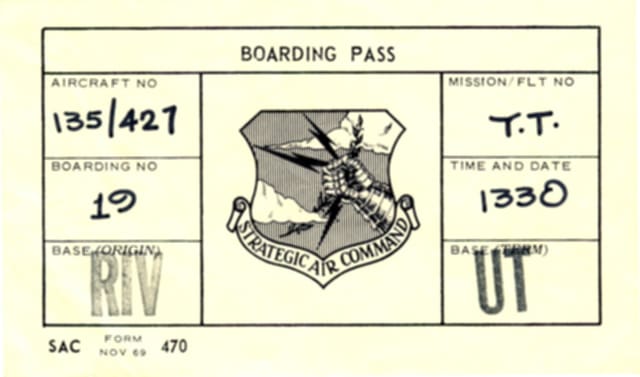 BOARDING PASS
AIRCRAFT NO
135/427
BOARDING NO
19
BASE (ORIGIN)
RIV
STRATEGIC AIR COMMAND
MISSION/FLT NO
Y.T.
TIME AND DATE
1330
BASE (TERM)
UT
SAC FORM NOV 69 470